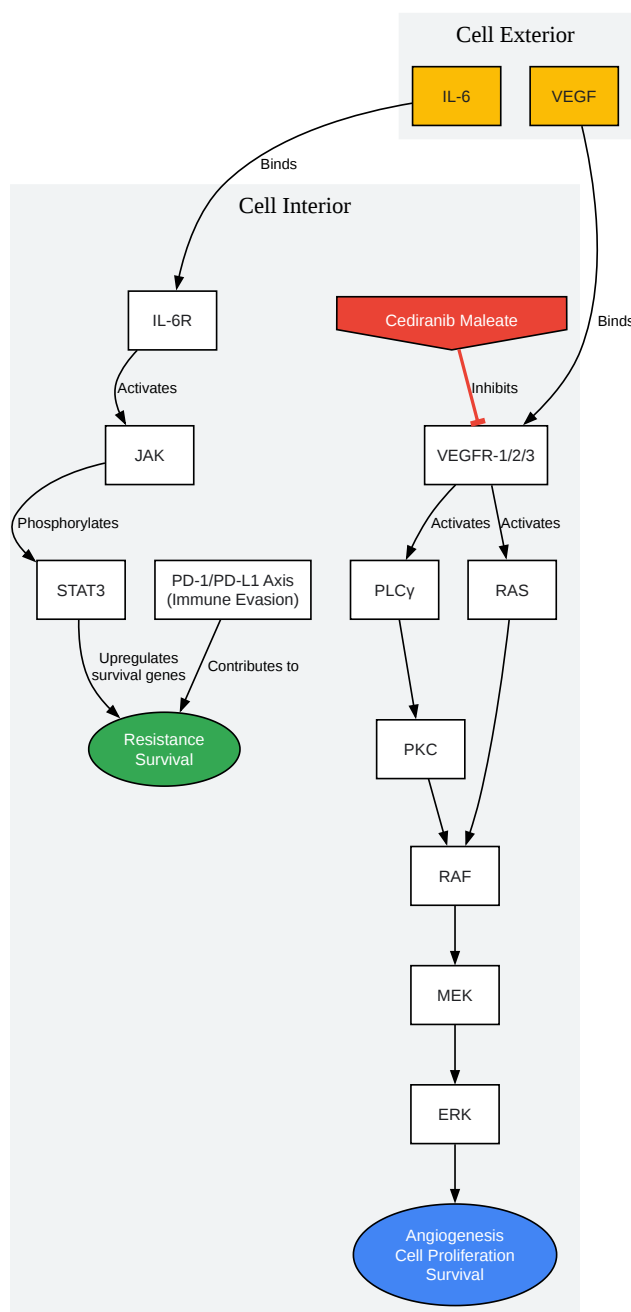 Cell Exterior
IL-6
VEGF
Binds
Cell Interior
IL-6R
Cediranib Maleate
Binds
Activates
Inhibits
JAK
VEGFR-1/2/3
Phosphorylates
Activates
Activates
STAT3
PD-1/PD-L1 Axis
(Immune Evasion)
PLCγ
RAS
Upregulates
survival genes
Contributes to
Resistance
Survival
PKC
RAF
MEK
ERK
Angiogenesis
Cell Proliferation
Survival